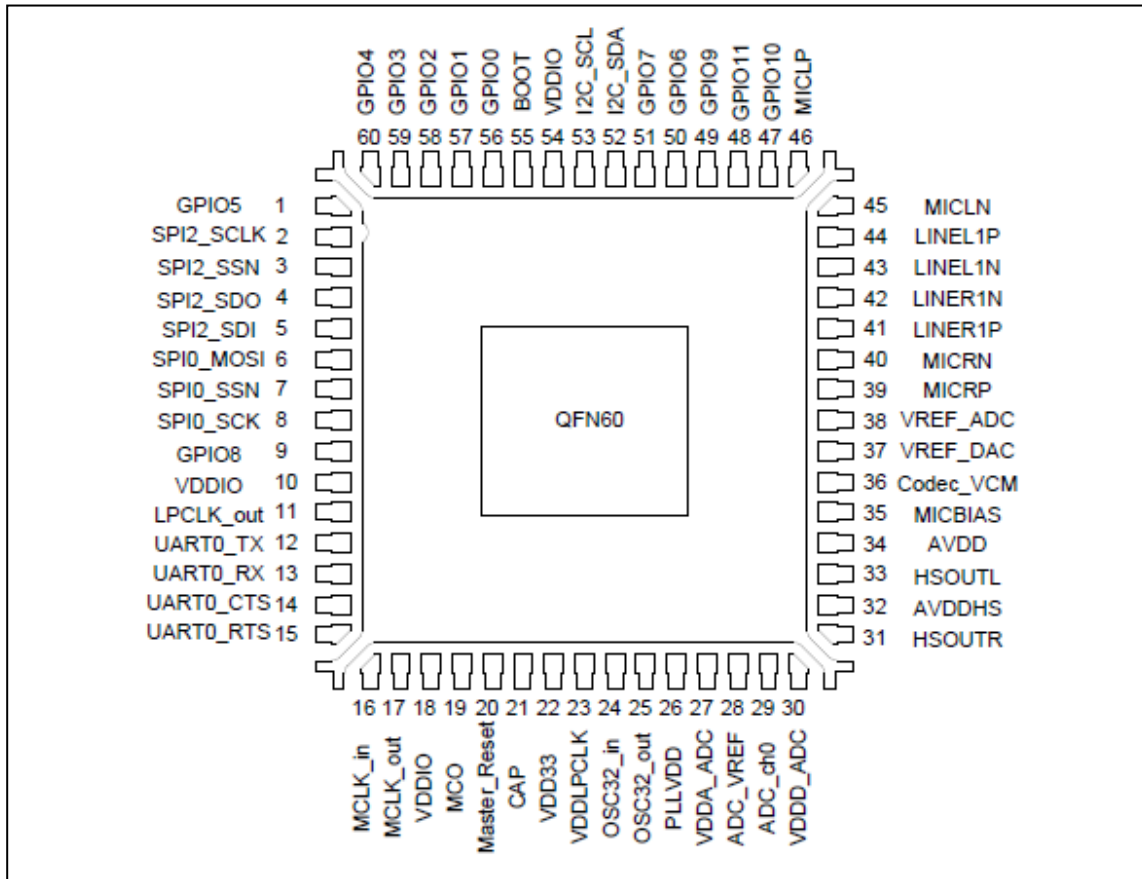 GPIO4
GPIO3
GPIO2
GPIO1
GPIO0
BOOT
VDDIO
I2C_SCL
I2C_SDA
GPIO7
GPIO6
GPIO9
GPIO11
GPIO10
MICLP
60 59 58 57 56 55 54 53 52 51 50 49 48 47 46
GPIO5 1
SPI2_SCLK 2
SPI2_SSN 3
SPI2_SDO 4
SPI2_SDI 5
SPI0_MOSI 6
SPI0_SSN 7
SPI0_SCK 8
GPIO8 9
VDDIO 10
LPCLK_out 11
UART0_TX 12
UART0_RX 13
UART0_CTS 14
UART0_RTS 15
QFN60
45 MICLN
44 LINEL1P
43 LINEL1N
42 LINER1N
41 LINER1P
40 MICRN
39 MICRP
38 VREF_ADC
37 VREF_DAC
36 Codec_VCM
35 MICBIAS
34 AVDD
33 HSOUTL
32 AVDDHS
31 HSOUTR
16 17 18 19 20 21 22 23 24 25 26 27 28 29 30
MCLK_in
MCLK_out
VDDIO
MCO
Master_Reset
CAP
VDD33
VDDLPCLK
OSC32_in
OSC32_out
PLLVDD
VDDA_ADC
ADC_VREF
ADC_ch0
VDDD_ADC